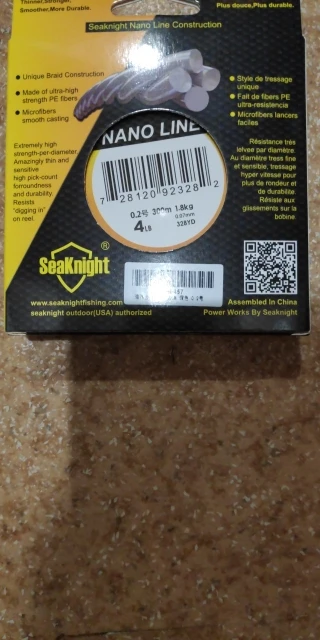 Thinner,Stronger.
Smoother,More Durable.
Plus douce,Plus durable.
Seaknight Nano Line Construction
Unique Braid Construction
Made of ultra-high
strength PE fibers
Microfibers
smooth casting
Style de tressage
unique
Fait de fibers PE
ultra-resistencis
Microfibers lancers
faciles
Extremely high
strength-per-diameter.
Amazingly thin and
sensitive
high pick-count
forroundness
and durability.
Resists
"digging in"
on reel.
Résistance très
élevée par diamètre.
Au diamètre tress fine
et sensible, tressage
hyper vitesse pour
plus de rondeur et
de durabilité.
Résiste aux
glissements sur la
bobine
NANO LINE
7 28120 92328 2
0.2号 300m 1.8kg
4LB 0.07mm
328YD
SeaKnight®
www.seaknightfishing.com
seaknight outdoor(USA) authorized
Assembled In China
Power Works By Seaknight